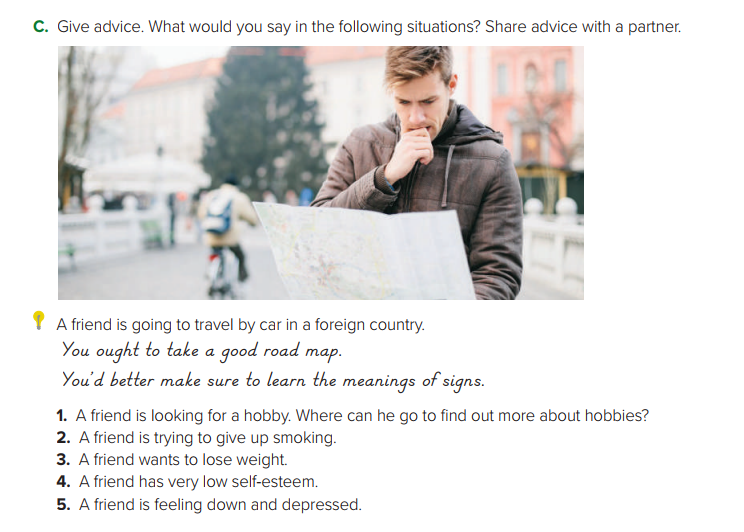 C. Give advice. What would you say in the following situations? Share advice with a partner.
A friend is going to travel by car in a foreign country.
You ought to take a good road map.
You'd better make sure to learn the meanings of signs.
1. A friend is looking for a hobby. Where can he go to find out more about hobbies?
2. A friend is trying to give up smoking.
3. A friend wants to lose weight.
4. A friend has very low self-esteem.
5. A friend is feeling down and depressed.